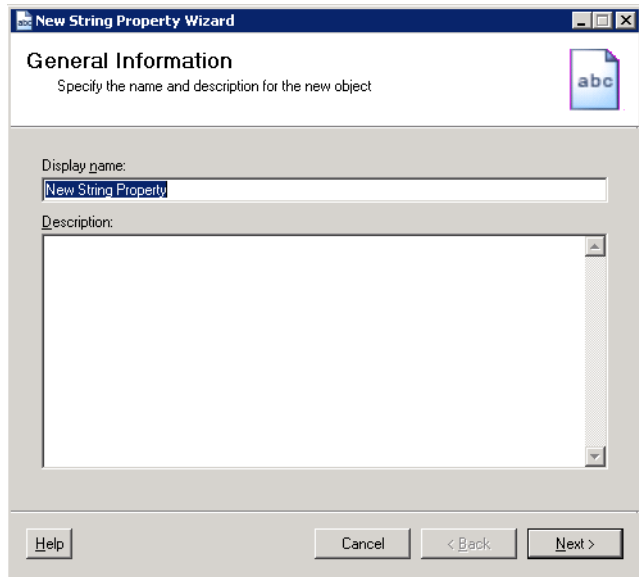 New String Property Wizard
General Information
Specify the name and description for the new object
abc
Display name:
New String Property
Description:
Help
Cancel
< Back
Next >